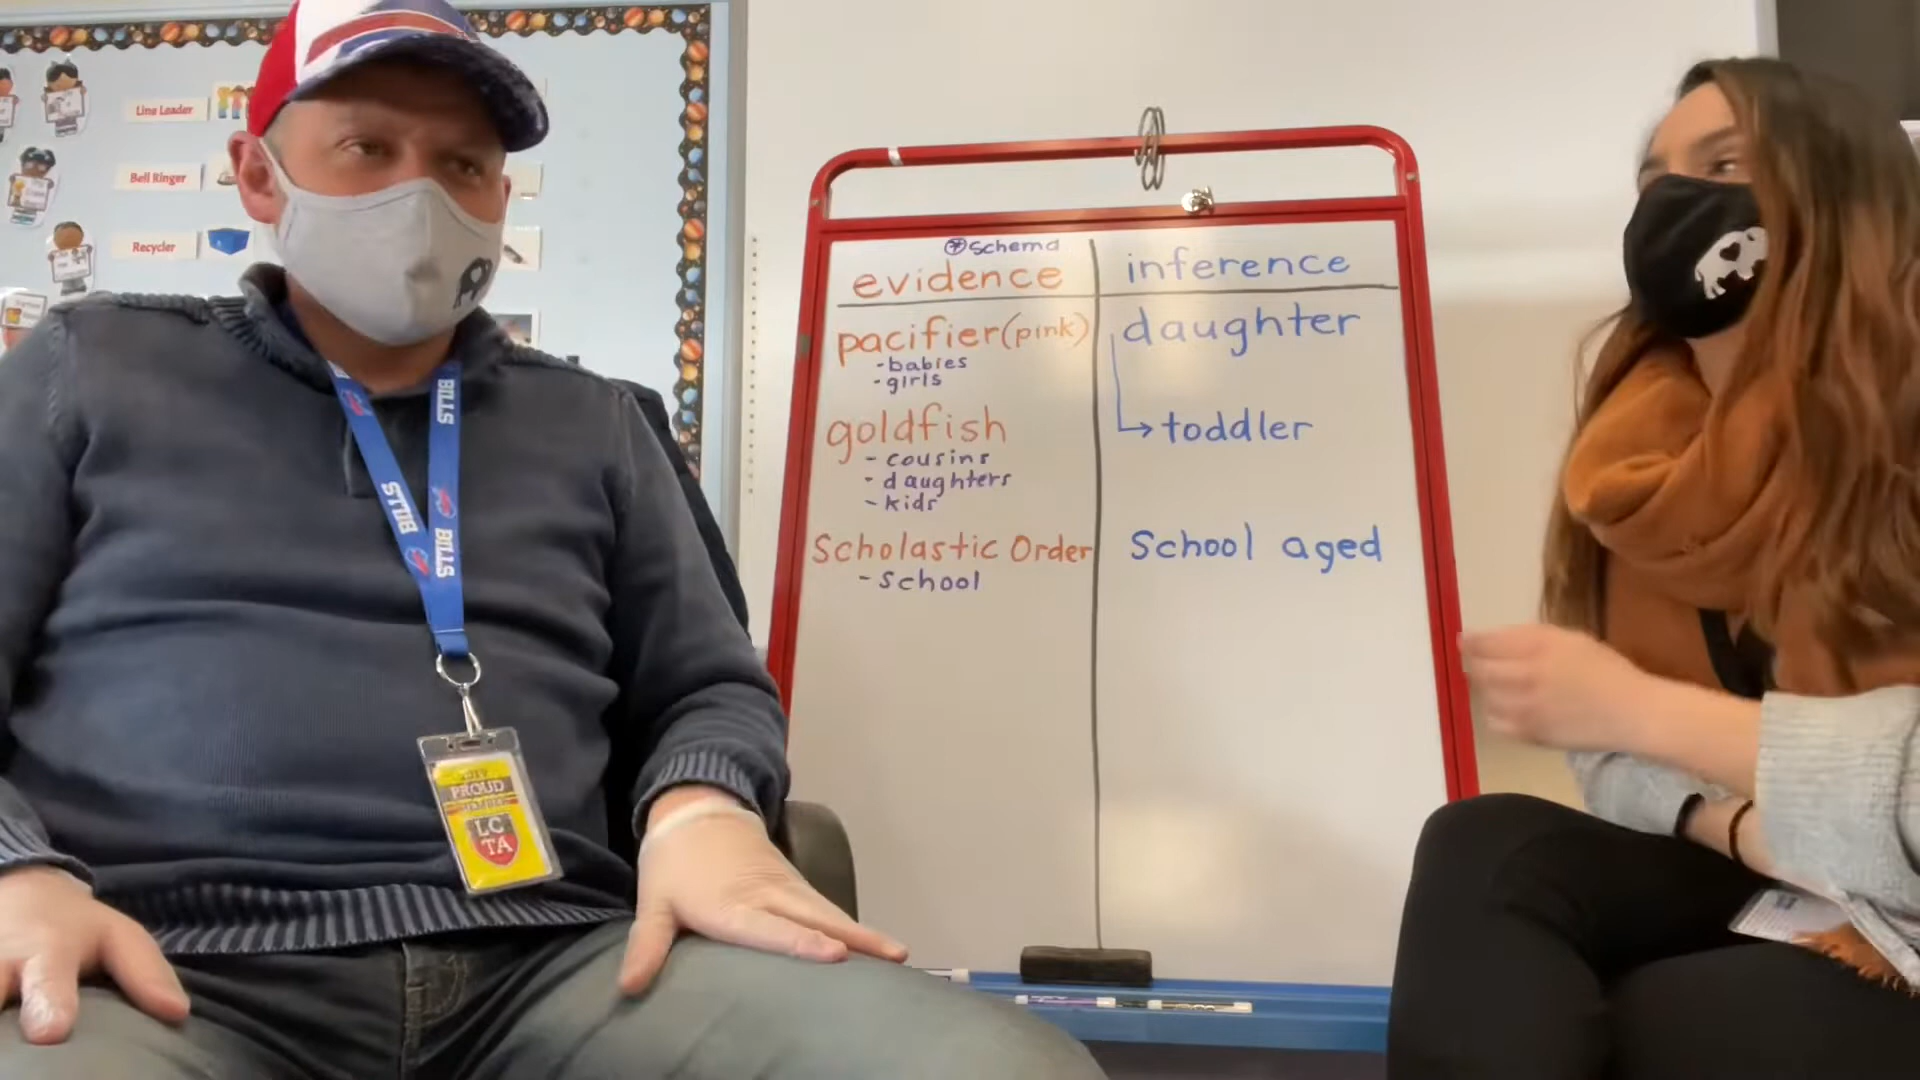 Line Leader
Bell Ringer
Recycler
BILLS
BILLS
BILLS
PROUD
LC
TA
*Schema
evidence
inference
pacifier (pink)
- babies
- girls
daughter
→ toddler
goldfish
- cousins
- daughters
- kids
Scholastic Order
- School
School aged